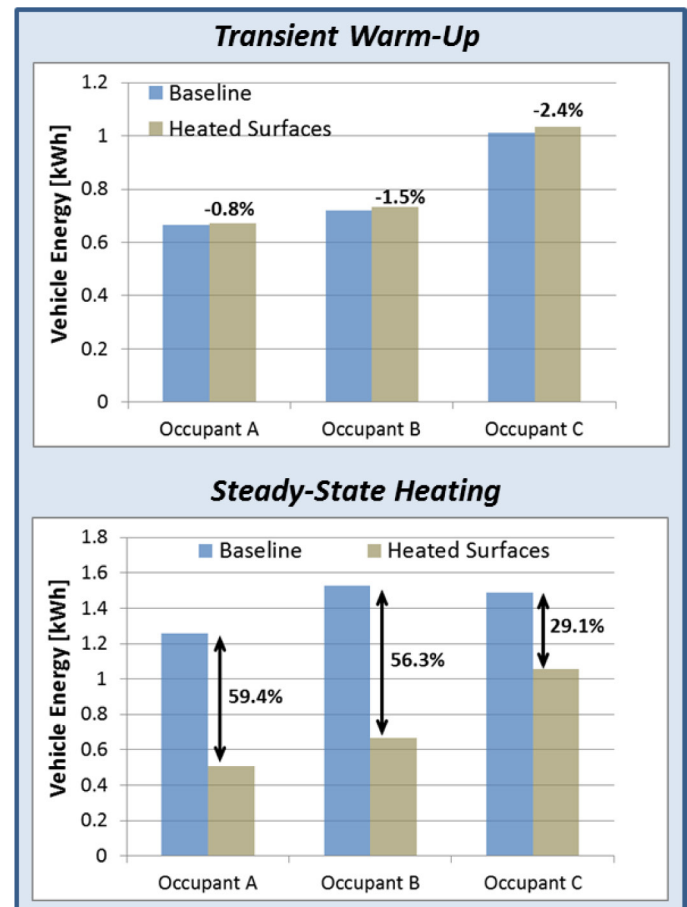 Transient Warm-Up
Vehicle Energy [kWh]
1.2
1
0.8
0.6
0.4
0.2
0
Baseline
Heated Surfaces
-0.8%
-1.5%
-2.4%
Occupant A
Occupant B
Occupant C
Steady-State Heating
Vehicle Energy [kWh]
1.8
1.6
1.4
1.2
1
0.8
0.6
0.4
0.2
0
Baseline
Heated Surfaces
59.4%
56.3%
29.1%
Occupant A
Occupant B
Occupant C